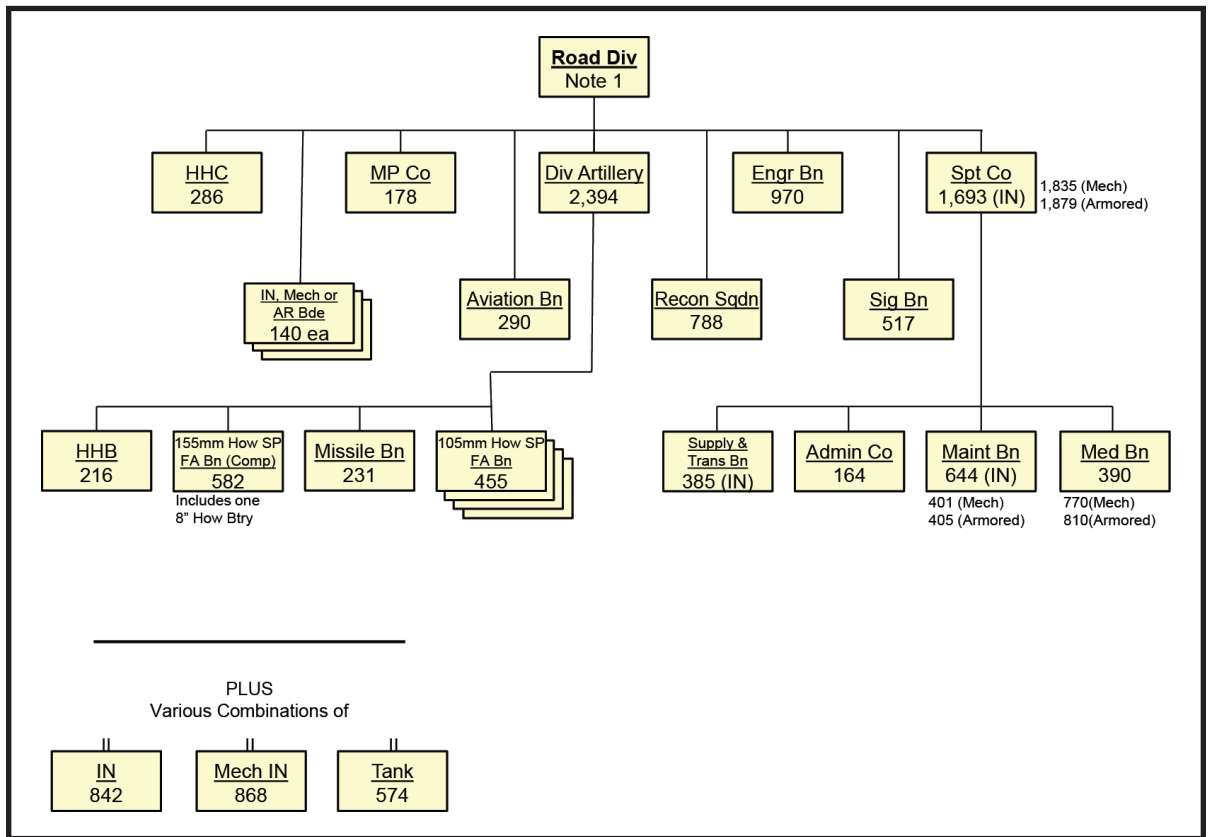 Road Div
Note 1
HHC
286
MP Co
178
Div Artillery
2,394
Engr Bn
970
Spt Co
1,693 (IN)
1,835 (Mech)
1,879 (Armored)
IN, Mech or
AR Bde
140 ea
Aviation Bn
290
Recon Sqdn
788
Sig Bn
517
HHB
216
155mm How SP
FA Bn (Comp)
582
Includes one
8” How Btry
Missile Bn
231
105mm How SP
FA Bn
455
Supply &
Trans Bn
385 (IN)
Admin Co
164
Maint Bn
644 (IN)
401 (Mech)
405 (Armored)
Med Bn
390
770(Mech)
810(Armored)
PLUS
Various Combinations of
IN
842
Mech IN
868
Tank
574